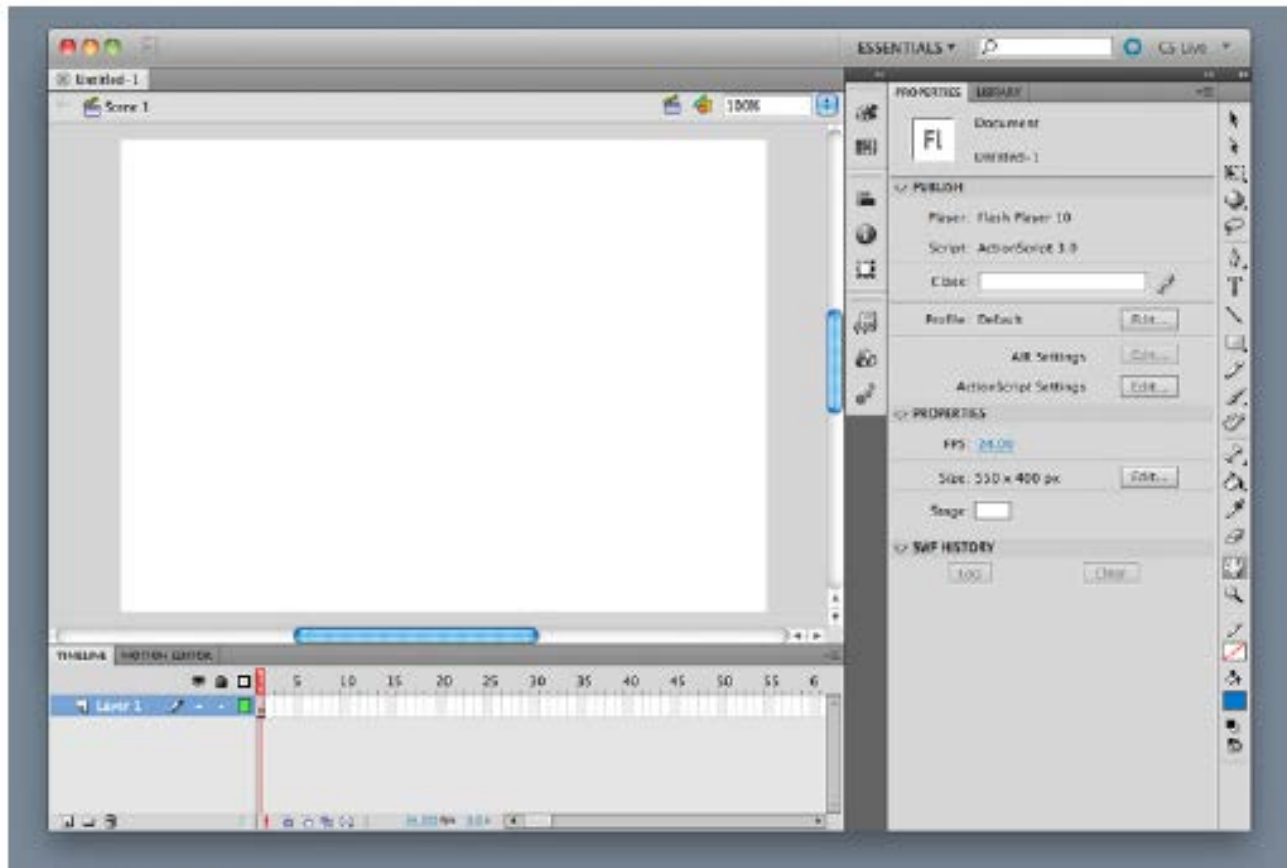 ESSENTIALS
CS Live
Untitled-1
Scene 1
100%
PROPERTIES LIBRARY
Fl
Document
Untitled-1
PUBLISH
Player: Flash Player 10
Script: ActionScript 3.0
Class:
Profile: Default
Edit...
AIR Settings
Edit...
ActionScript Settings
Edit...
PROPERTIES
FPS: 24.00
Size: 550 x 400 px
Edit...
Stage:
SWF HISTORY
Log
Clear
TIMELINE MOTION EDITOR
5 10 15 20 25 30 35 40 45 50 55 6
Layer 1